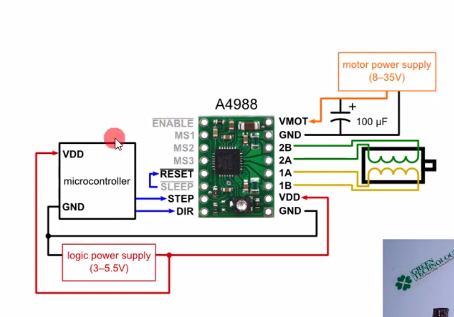 motor power supply
(8–35V)
A4988
ENABLE
VMOT
+
100 µF
MS1
GND
MS2
2B
VDD
MS3
2A
microcontroller
RESET
1A
SLEEP
1B
GND
STEP
VDD
DIR
GND
logic power supply
(3–5.5V)
GREEN
TECHNOLOGY